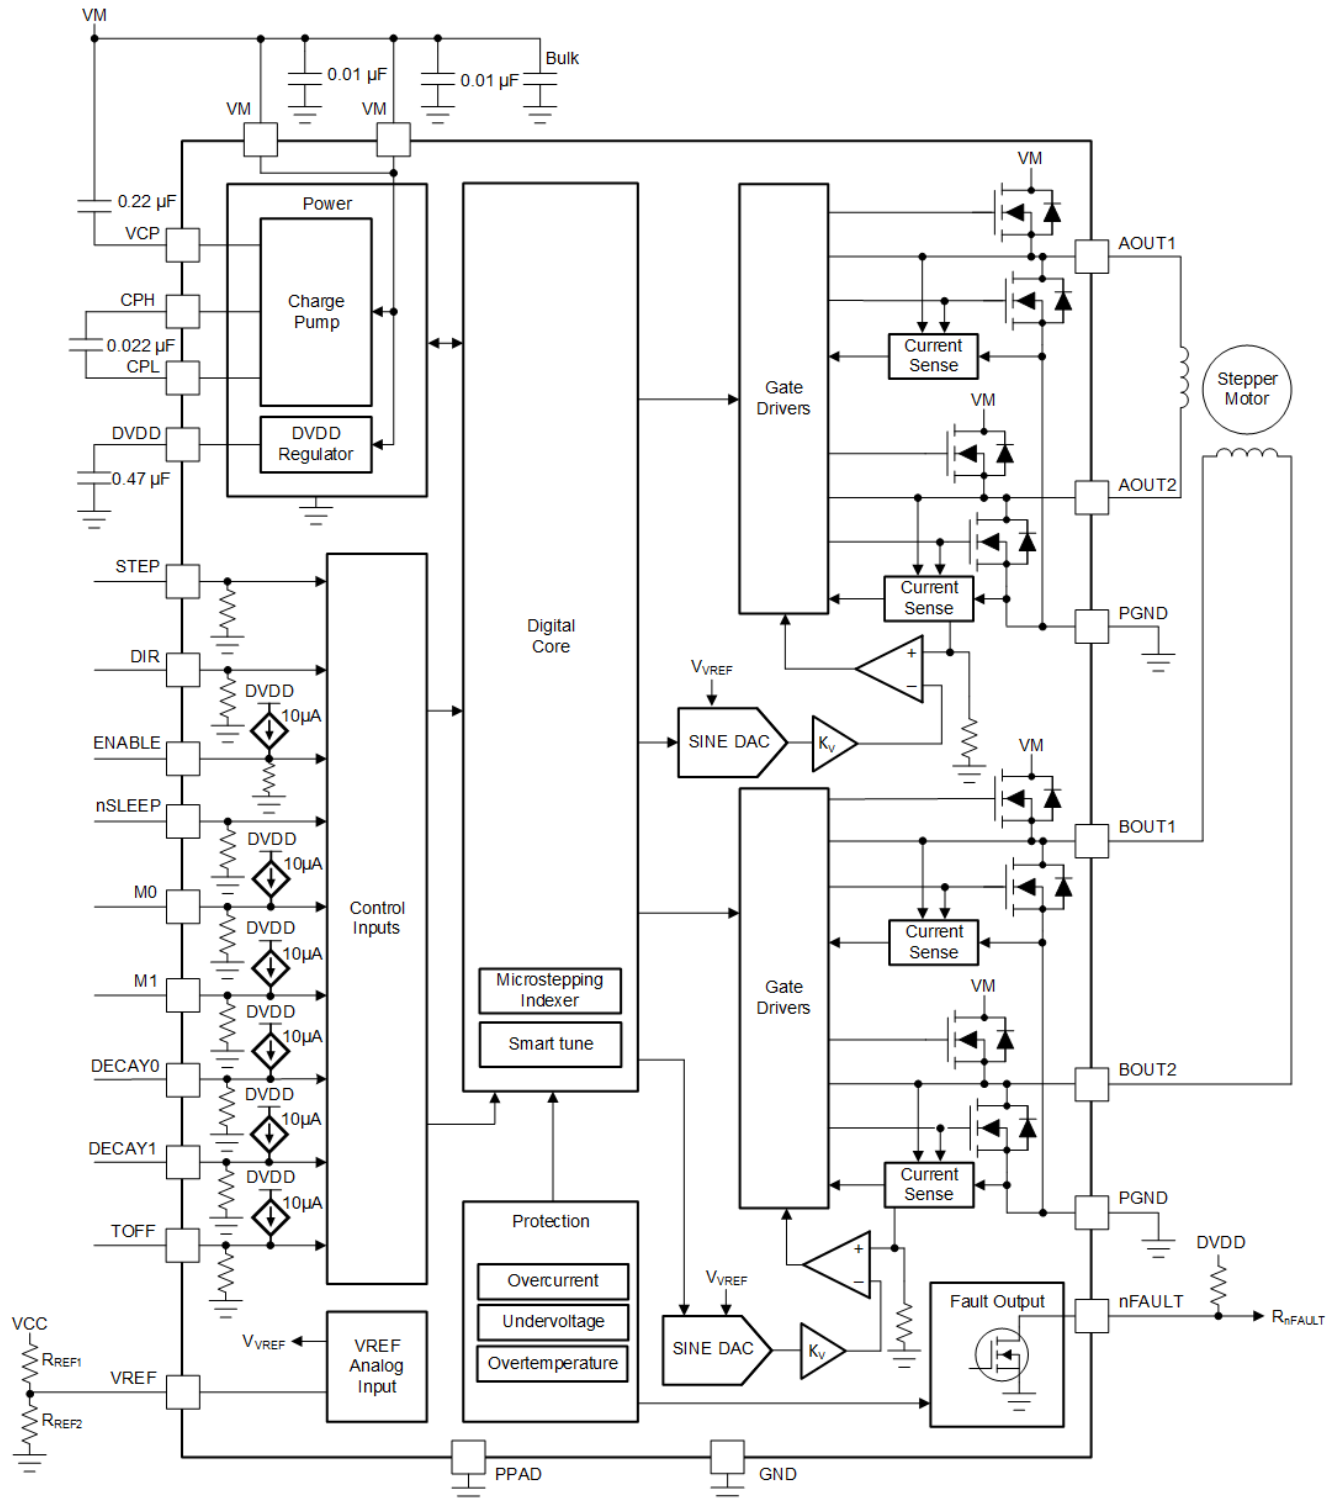 VM
0.01 µF
0.01 µF
Bulk
VM
VM
0.22 µF
VCP
CPH
0.022 µF
CPL
DVDD
0.47 µF
Power
Charge
Pump
DVDD
Regulator
STEP
DIR
DVDD
10µA
ENABLE
nSLEEP
DVDD
10µA
M0
DVDD
10µA
M1
DVDD
10µA
DECAY0
DVDD
10µA
DECAY1
DVDD
10µA
TOFF
Control
Inputs
VCC
RREF1
VREF
RREF2
VVREF
VREF
Analog
Input
Digital
Core
Microstepping
Indexer
Smart tune
Protection
Overcurrent
Undervoltage
Overtemperature
PPAD
GND
Gate
Drivers
VM
AOUT1
Current
Sense
VM
AOUT2
Current
Sense
PGND
Stepper
Motor
VVREF
SINE DAC
KV
+
−
Gate
Drivers
VM
BOUT1
Current
Sense
VM
BOUT2
Current
Sense
PGND
VVREF
SINE DAC
KV
+
−
Fault Output
nFAULT
DVDD
RnFAULT